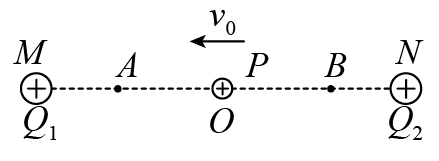 v₀
M A P B N
Q₁ O Q₂